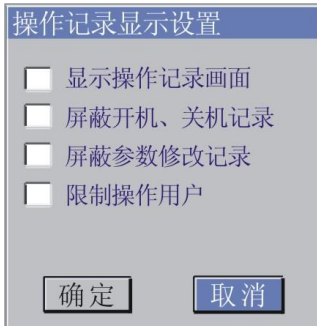 操作记录显示设置
显示操作记录画面
屏蔽开机、关机记录
屏蔽参数修改记录
限制操作用户
确定 取消